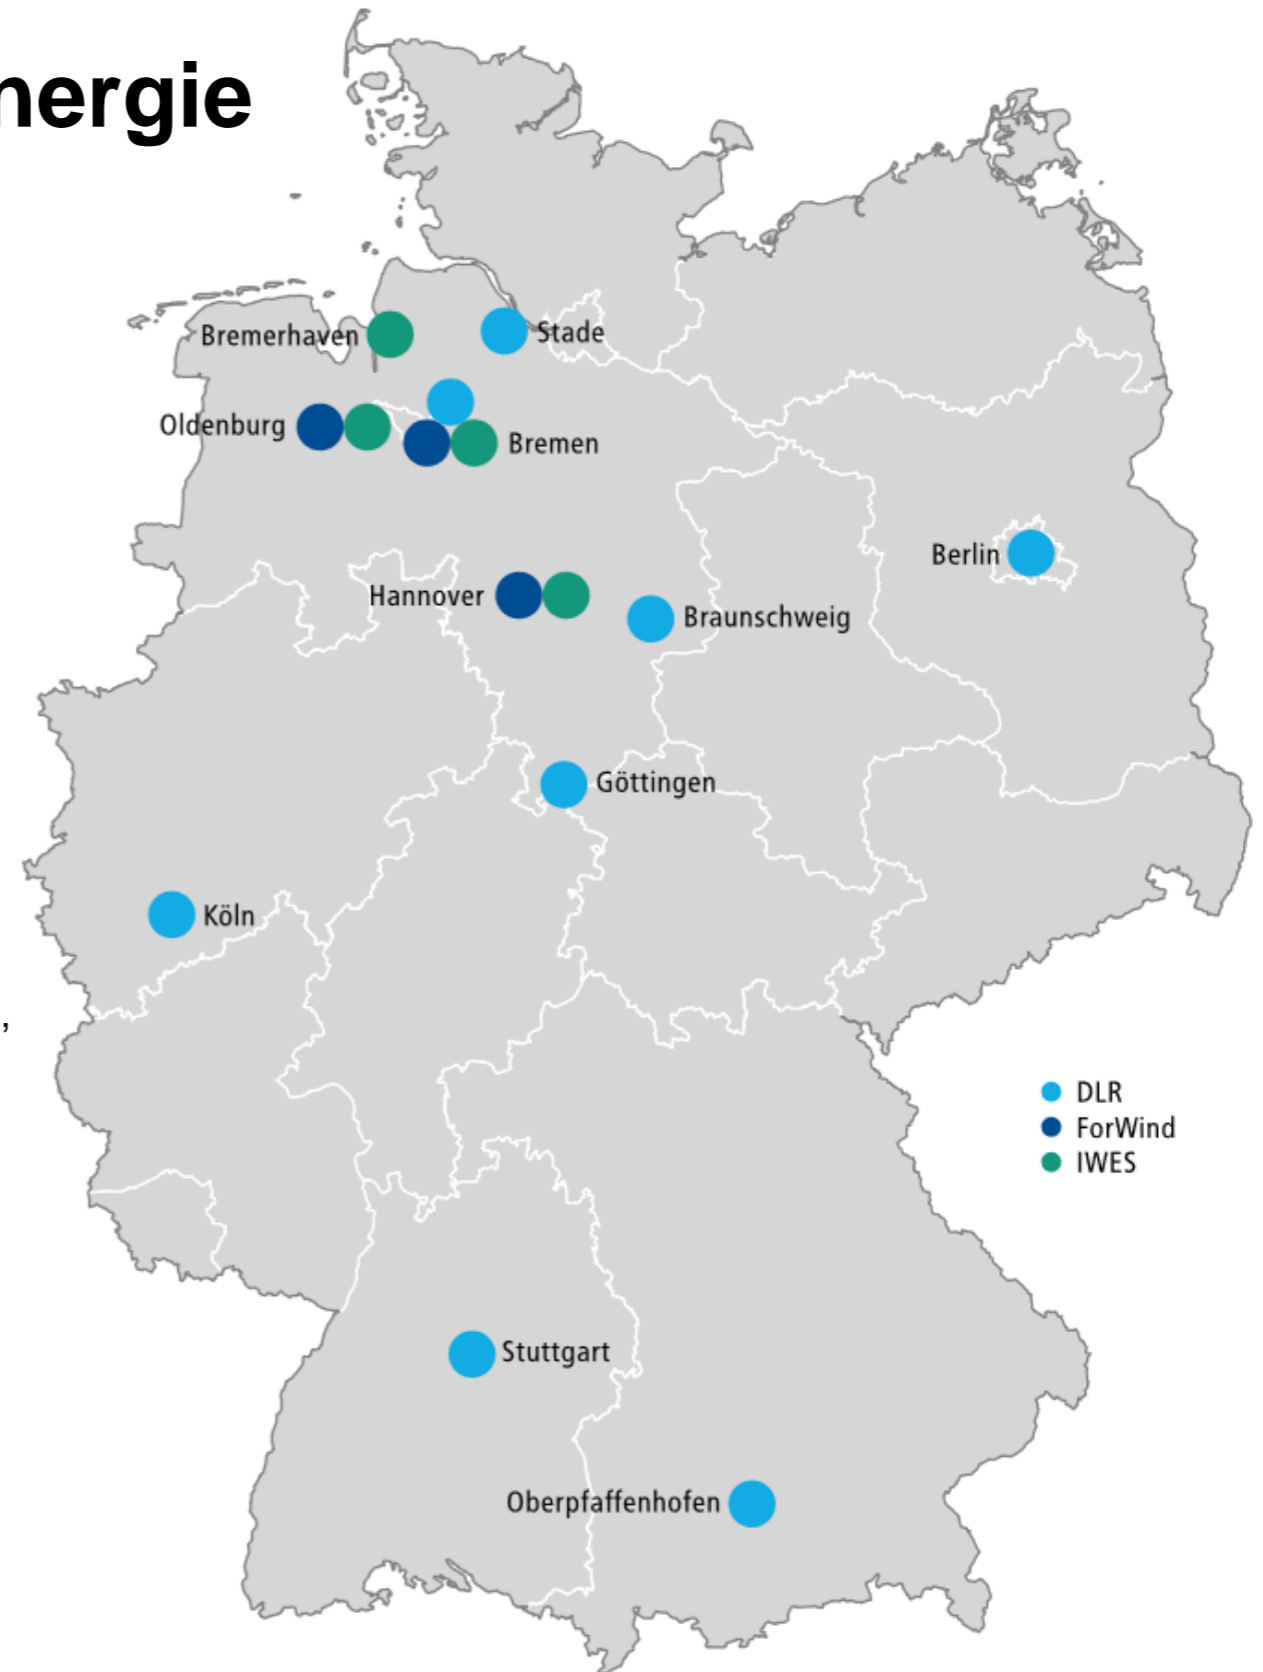 nergie
Bremerhaven
Stade
Oldenburg
Bremen
Berlin
Hannover
Braunschweig
Göttingen
Köln
,
DLR
ForWind
IWES
Stuttgart
Oberpfaffenhofen